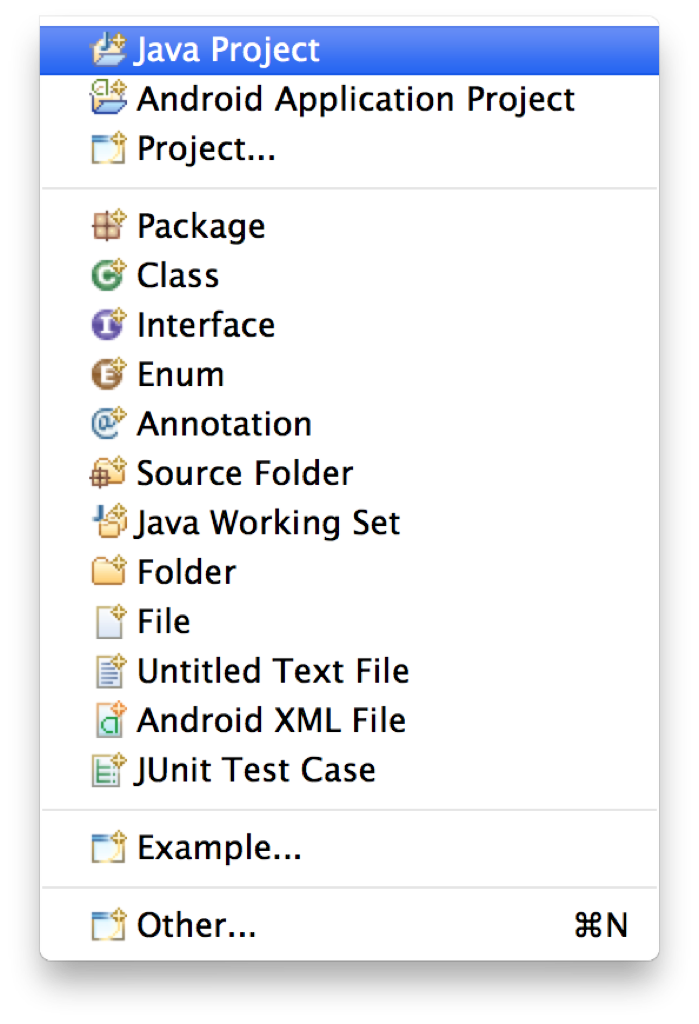 Java Project
Android Application Project
Project...
Package
Class
Interface
Enum
Annotation
Source Folder
Java Working Set
Folder
File
Untitled Text File
Android XML File
JUnit Test Case
Example...
Other... ⌘N